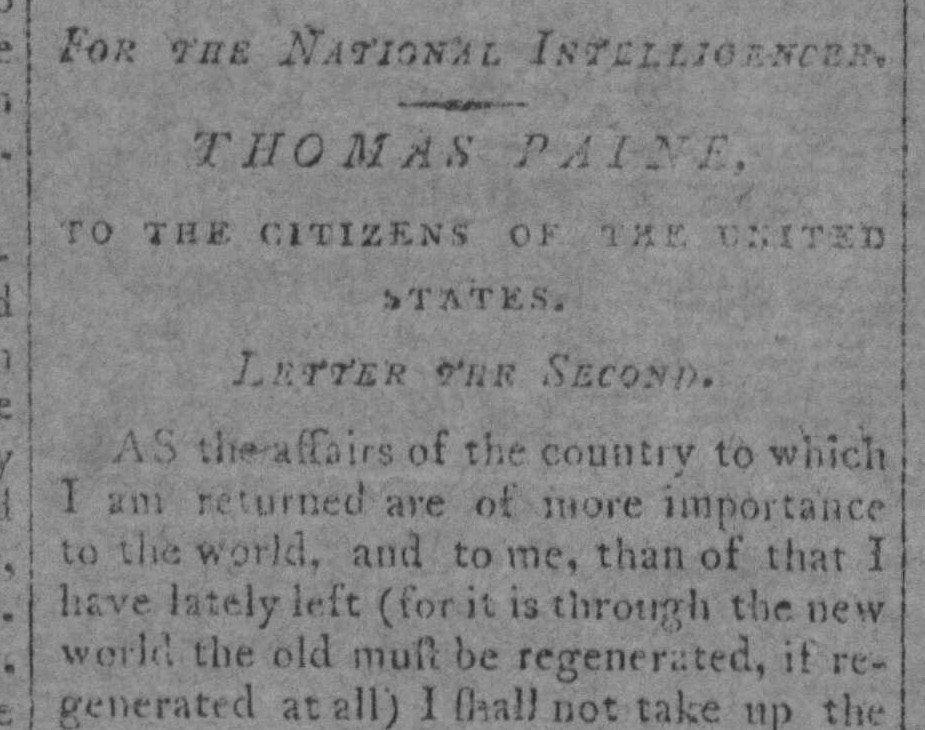 FOR THE NATIONAL INTELLIGENCER.
THOMAS PAINE,
TO THE CITIZENS OF THE UNITED
STATES.
LETTER THE SECOND.
AS the affairs of the country to which
I am returned are of more importance
to the world, and to me, than of that I
have lately left (for it is through the new
world the old muſt be regenerated, if re-
generated at all) I ſhall not take up the